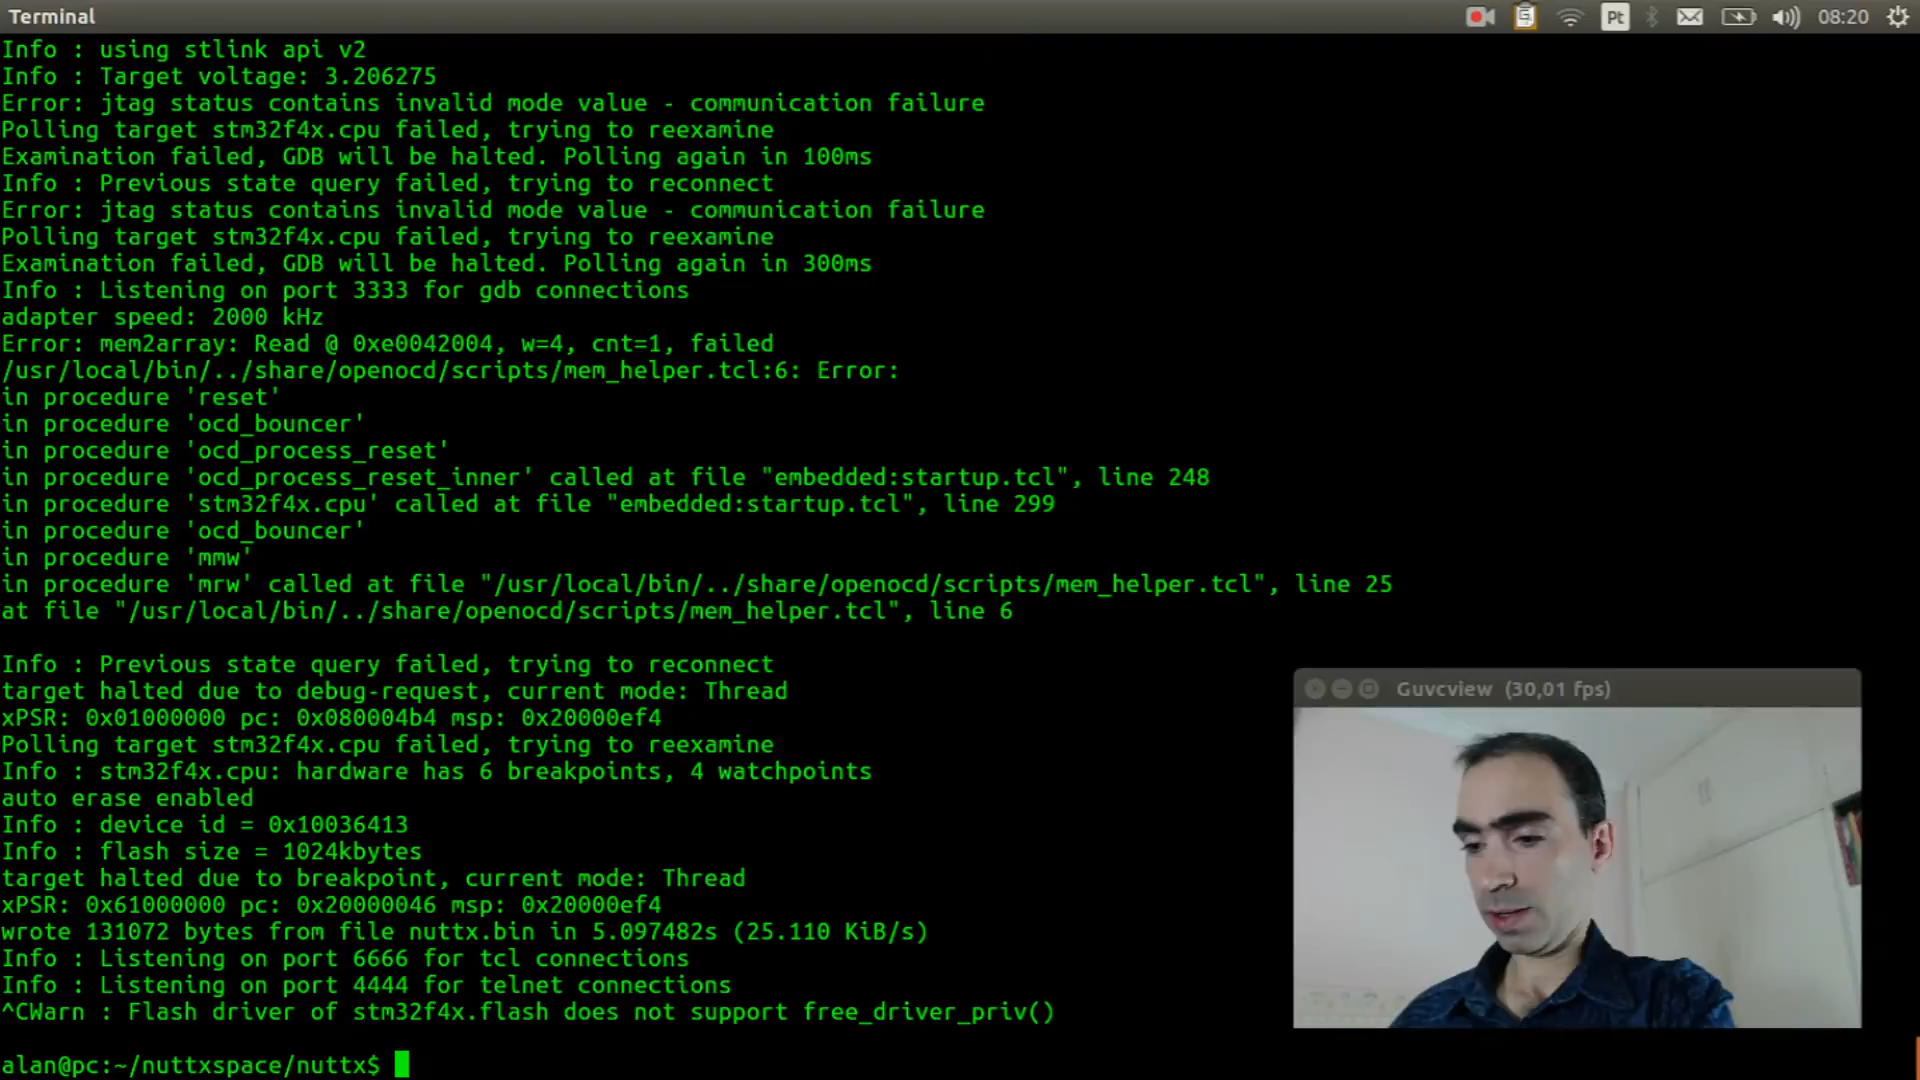 Terminal
Pt
08:20
Info : using stlink api v2
Info : Target voltage: 3.206275
Error: jtag status contains invalid mode value - communication failure
Polling target stm32f4x.cpu failed, trying to reexamine
Examination failed, GDB will be halted. Polling again in 100ms
Info : Previous state query failed, trying to reconnect
Error: jtag status contains invalid mode value - communication failure
Polling target stm32f4x.cpu failed, trying to reexamine
Examination failed, GDB will be halted. Polling again in 300ms
Info : Listening on port 3333 for gdb connections
adapter speed: 2000 kHz
Error: mem2array: Read @ 0xe0042004, w=4, cnt=1, failed
/usr/local/bin/../share/openocd/scripts/mem_helper.tcl:6: Error:
in procedure 'reset'
in procedure 'ocd_bouncer'
in procedure 'ocd_process_reset'
in procedure 'ocd_process_reset_inner' called at file "embedded:startup.tcl", line 248
in procedure 'stm32f4x.cpu' called at file "embedded:startup.tcl", line 299
in procedure 'ocd_bouncer'
in procedure 'mmw'
in procedure 'mrw' called at file "/usr/local/bin/../share/openocd/scripts/mem_helper.tcl", line 25
at file "/usr/local/bin/../share/openocd/scripts/mem_helper.tcl", line 6
Info : Previous state query failed, trying to reconnect
target halted due to debug-request, current mode: Thread
xPSR: 0x01000000 pc: 0x080004b4 msp: 0x20000ef4
Polling target stm32f4x.cpu failed, trying to reexamine
Info : stm32f4x.cpu: hardware has 6 breakpoints, 4 watchpoints
auto erase enabled
Info : device id = 0x10036413
Info : flash size = 1024kbytes
target halted due to breakpoint, current mode: Thread
xPSR: 0x61000000 pc: 0x20000046 msp: 0x20000ef4
wrote 131072 bytes from file nuttx.bin in 5.097482s (25.110 KiB/s)
Info : Listening on port 6666 for tcl connections
Info : Listening on port 4444 for telnet connections
^CWarn : Flash driver of stm32f4x.flash does not support free_driver_priv()
alan@pc:~/nuttxspace/nuttx$
Guvcview (30,01 fps)